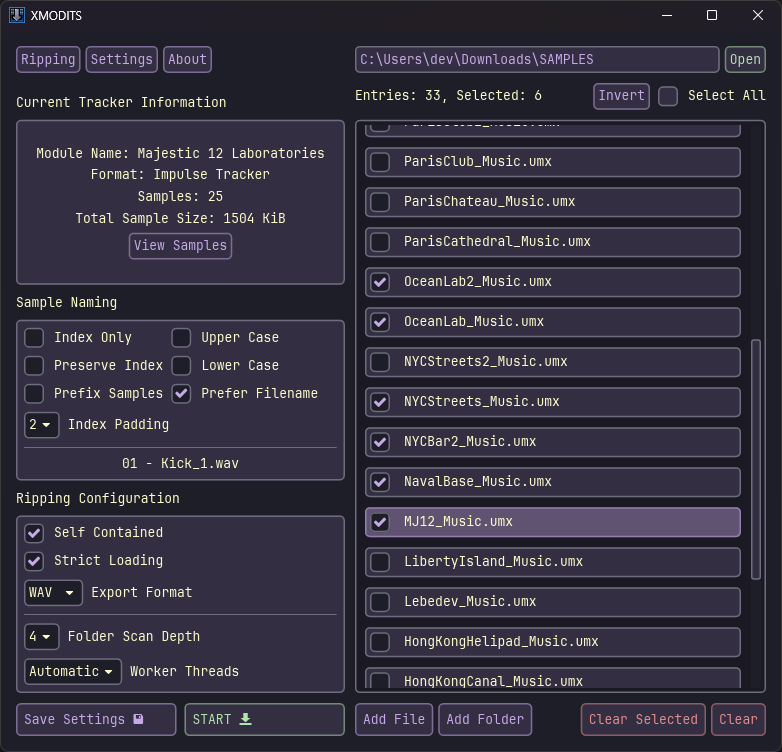 XMODITS
Ripping Settings About
Current Tracker Information
Module Name: Majestic 12 Laboratories
Format: Impulse Tracker
Samples: 25
Total Sample Size: 1504 KiB
View Samples
Sample Naming
Index Only Upper Case
Preserve Index Lower Case
Prefix Samples Prefer Filename
2 Index Padding
01 - Kick_1.wav
Ripping Configuration
Self Contained
Strict Loading
WAV Export Format
4 Folder Scan Depth
Automatic Worker Threads
Save Settings START
C:\Users\dev\Downloads\SAMPLES Open
Entries: 33, Selected: 6 Invert Select All
ParisClub_Music.umx
ParisChateau_Music.umx
ParisCathedral_Music.umx
OceanLab2_Music.umx
OceanLab_Music.umx
NYCStreets2_Music.umx
NYCStreets_Music.umx
NYCBar2_Music.umx
NavalBase_Music.umx
MJ12_Music.umx
LibertyIsland_Music.umx
Lebedev_Music.umx
HongKongHelipad_Music.umx
HongKongCanal_Music.umx
Add File Add Folder Clear Selected Clear